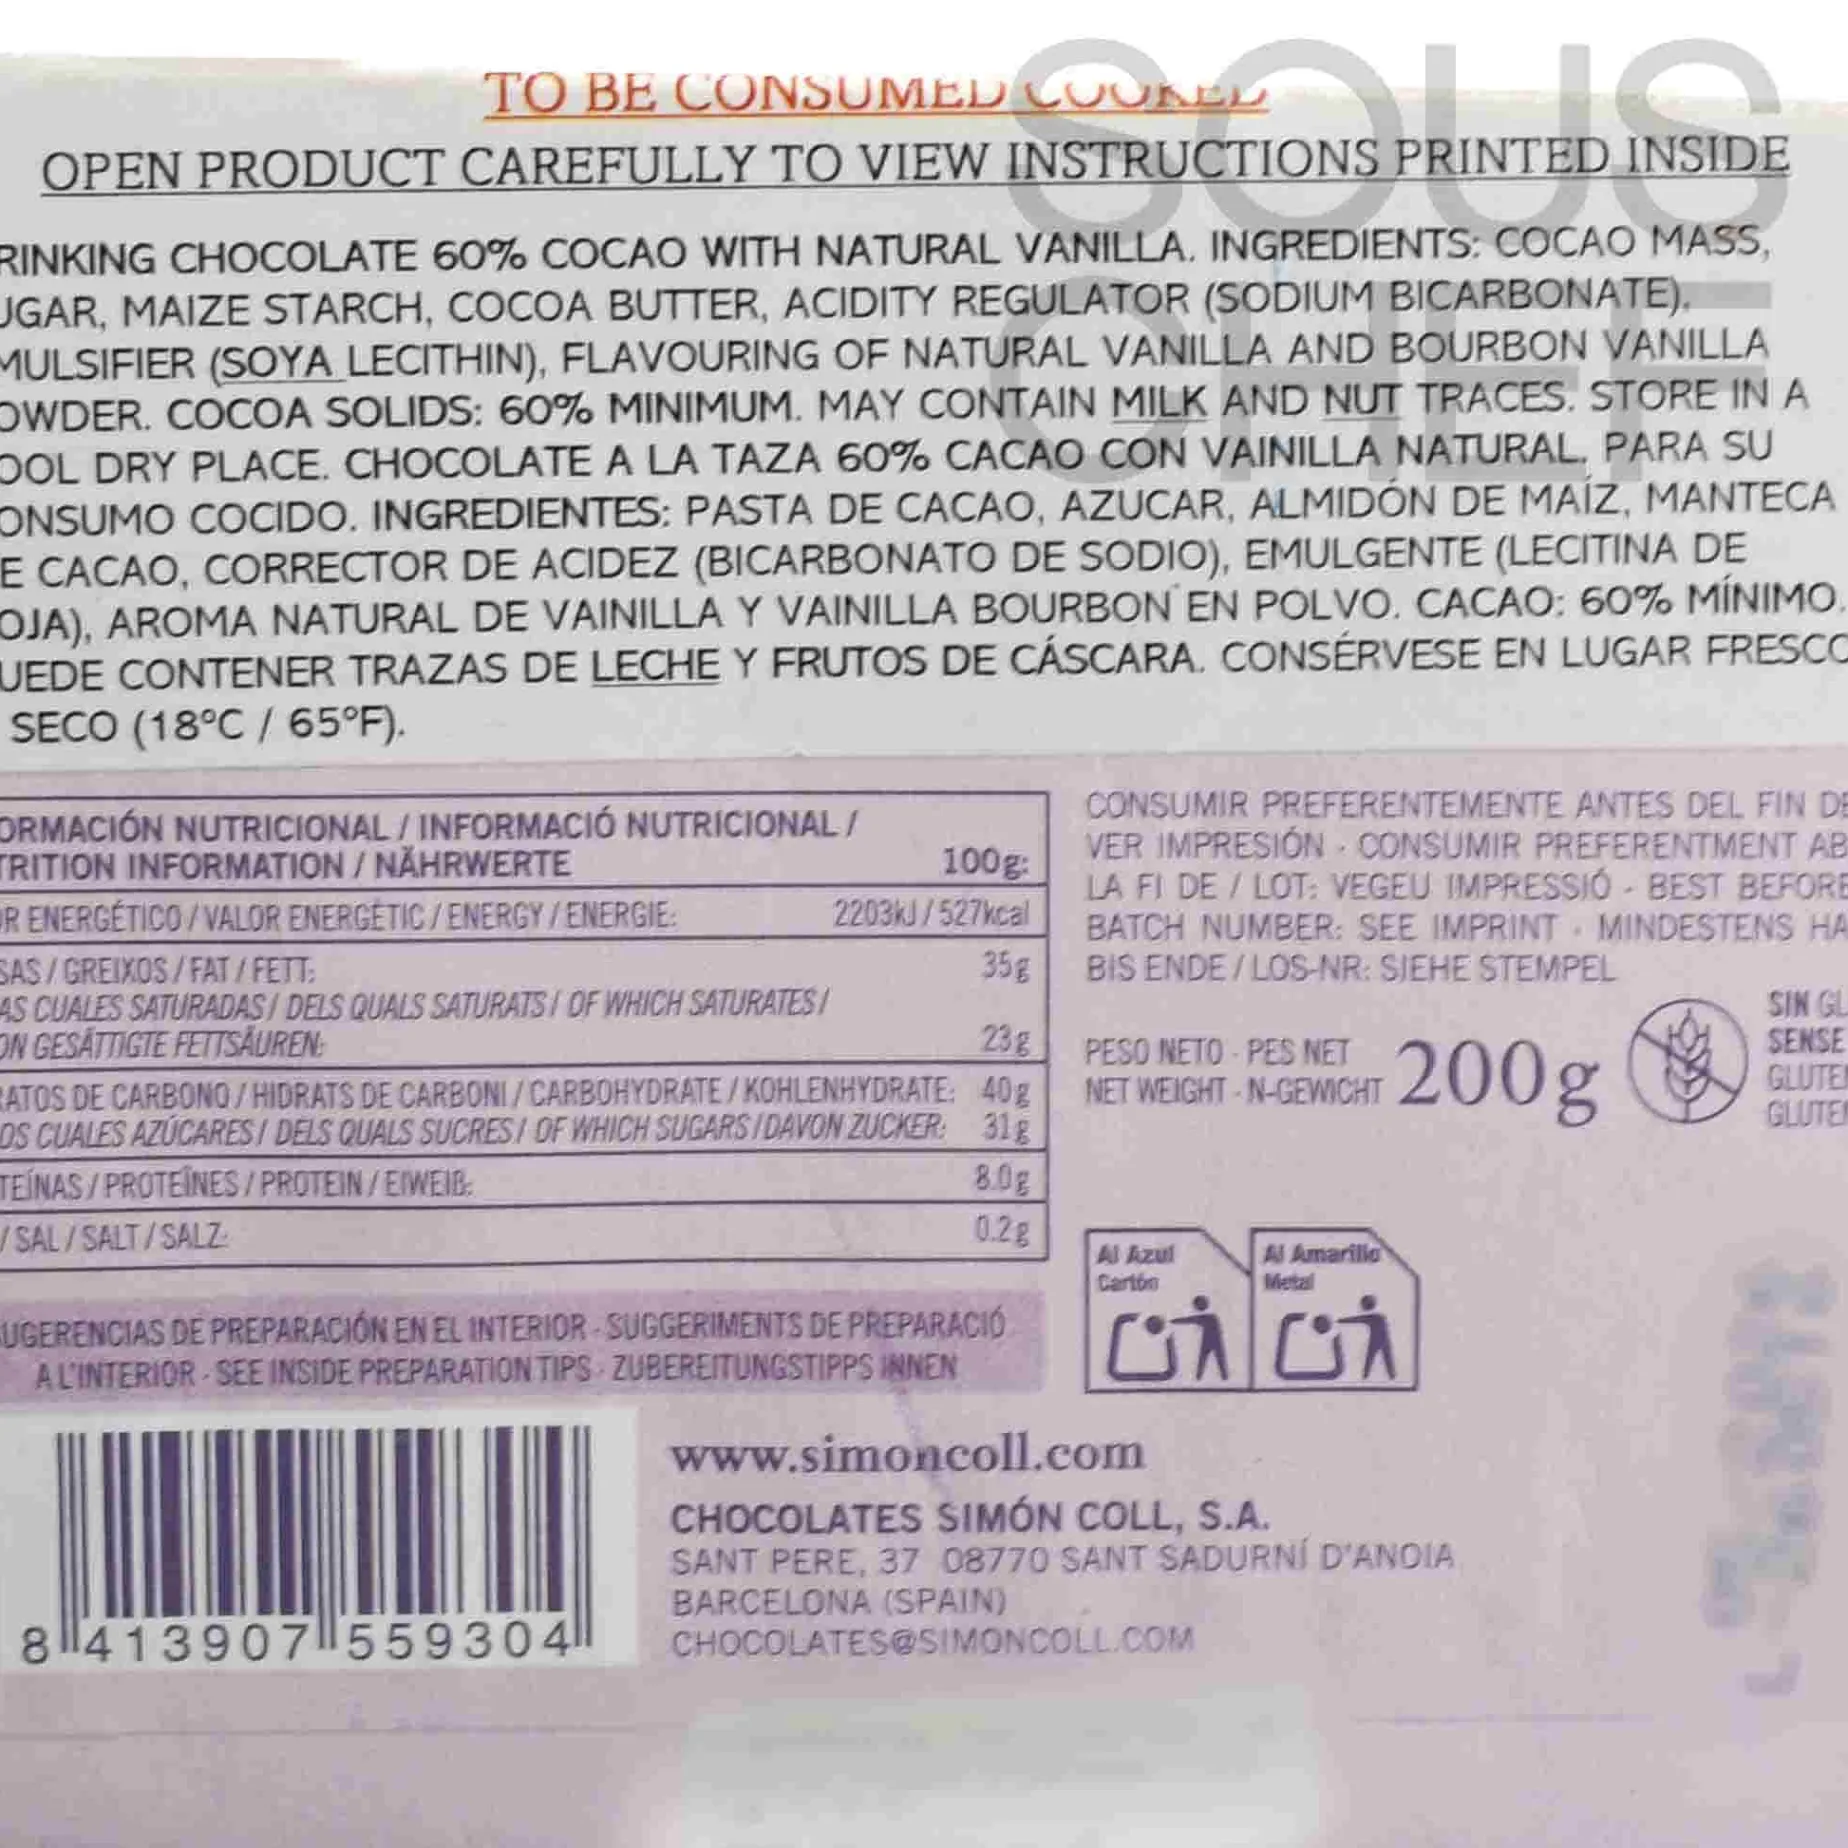 TO BE CONSUMED COOKED
OPEN PRODUCT CAREFULLY TO VIEW INSTRUCTIONS PRINTED INSIDE
RINKING CHOCOLATE 60% COCAO WITH NATURAL VANILLA. INGREDIENTS: COCAO MASS,
UGAR, MAIZE STARCH, COCOA BUTTER, ACIDITY REGULATOR (SODIUM BICARBONATE),
MULSIFIER (SOYA LECITHIN), FLAVOURING OF NATURAL VANILLA AND BOURBON VANILLA
OWDER. COCOA SOLIDS: 60% MINIMUM. MAY CONTAIN MILK AND NUT TRACES. STORE IN A
OOL DRY PLACE. CHOCOLATE A LA TAZA 60% CACAO CON VAINILLA NATURAL. PARA SU
ONSUMO COCIDO. INGREDIENTES: PASTA DE CACAO, AZUCAR, ALMIDÓN DE MAÍZ, MANTECA
E CACAO, CORRECTOR DE ACIDEZ (BICARBONATO DE SODIO), EMULGENTE (LECITINA DE
OJA), AROMA NATURAL DE VAINILLA Y VAINILLA BOURBON EN POLVO. CACAO: 60% MÍNIMO.
UEDE CONTENER TRAZAS DE LECHE Y FRUTOS DE CÁSCARA. CONSÉRVESE EN LUGAR FRESCO
SECO (18°C / 65°F).
SOUS
CHEF
ORMACIÓN NUTRICIONAL / INFORMACIÓ NUTRICIONAL /
TRITION INFORMATION / NÄHRWERTE 100g:
OR ENERGÉTICO / VALOR ENERGÈTIC / ENERGY / ENERGIE: 2203kJ / 527kcal
SAS / GREIXOS / FAT / FETT: 35g
AS CUALES SATURADAS / DELS QUALS SATURATS / OF WHICH SATURATES /
ON GESÄTTIGTE FETTSÄUREN: 23g
RATOS DE CARBONO / HIDRATS DE CARBONI / CARBOHYDRATE / KOHLENHYDRATE: 40g
OS CUALES AZÚCARES / DELS QUALS SUCRES / OF WHICH SUGARS / DAVON ZUCKER: 31g
TEÍNAS / PROTEÏNES / PROTEIN / EIWEIß: 8.0g
/ SAL / SALT / SALZ: 0.2g
UGERENCIAS DE PREPARACIÓN EN EL INTERIOR - SUGGERIMENTS DE PREPARACIÓ
A L'INTERIOR - SEE INSIDE PREPARATION TIPS - ZUBEREITUNGSTIPPS INNEN
CONSUMIR PREFERENTEMENTE ANTES DEL FIN DE
VER IMPRESIÓN · CONSUMIR PREFERENTMENT AB
LA FI DE / LOT: VEGEU IMPRESSIÓ - BEST BEFORE
BATCH NUMBER: SEE IMPRINT · MINDESTENS HA
BIS ENDE / LOS-NR: SIEHE STEMPEL
PESO NETO - PES NET
NET WEIGHT - N-GEWICHT 200g
SIN GL
SENSE
GLUTE
GLUTE
Al Azul
Cartón
Al Amarillo
Metal
8 413907 559304
www.simoncoll.com
CHOCOLATES SIMÓN COLL, S.A.
SANT PERE, 37 08770 SANT SADURNÍ D'ANOIA
BARCELONA (SPAIN)
CHOCOLATES@SIMONCOLL.COM